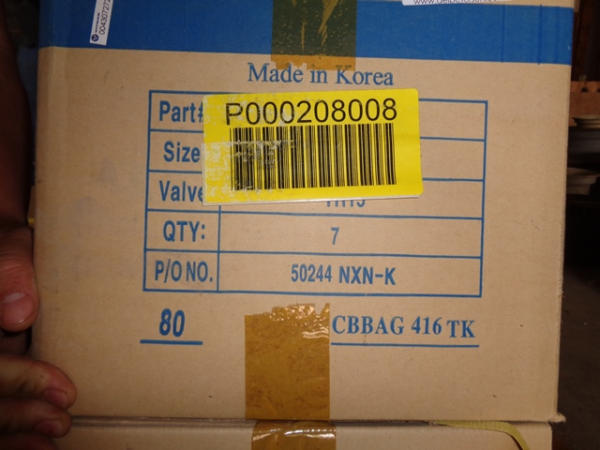 Made in Korea
Part#
P000208008
Size
Valve
QTY: 7
P/O NO. 50244 NXN-K
80 CBBAG 416 TK